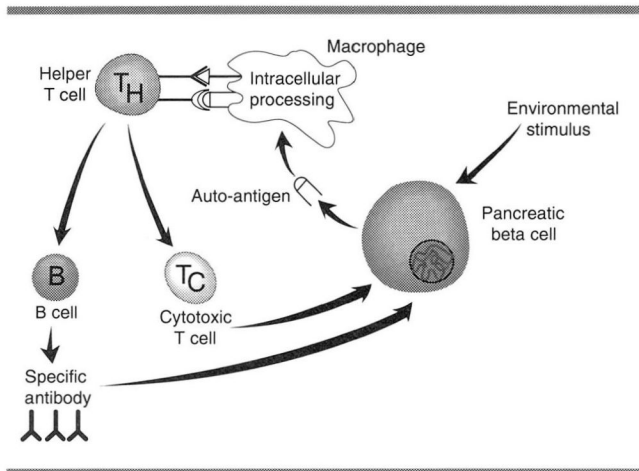 Macrophage
Helper
T cell
TH
Intracellular
processing
Environmental
stimulus
Auto-antigen
Pancreatic
beta cell
B
B cell
TC
Cytotoxic
T cell
Specific
antibody